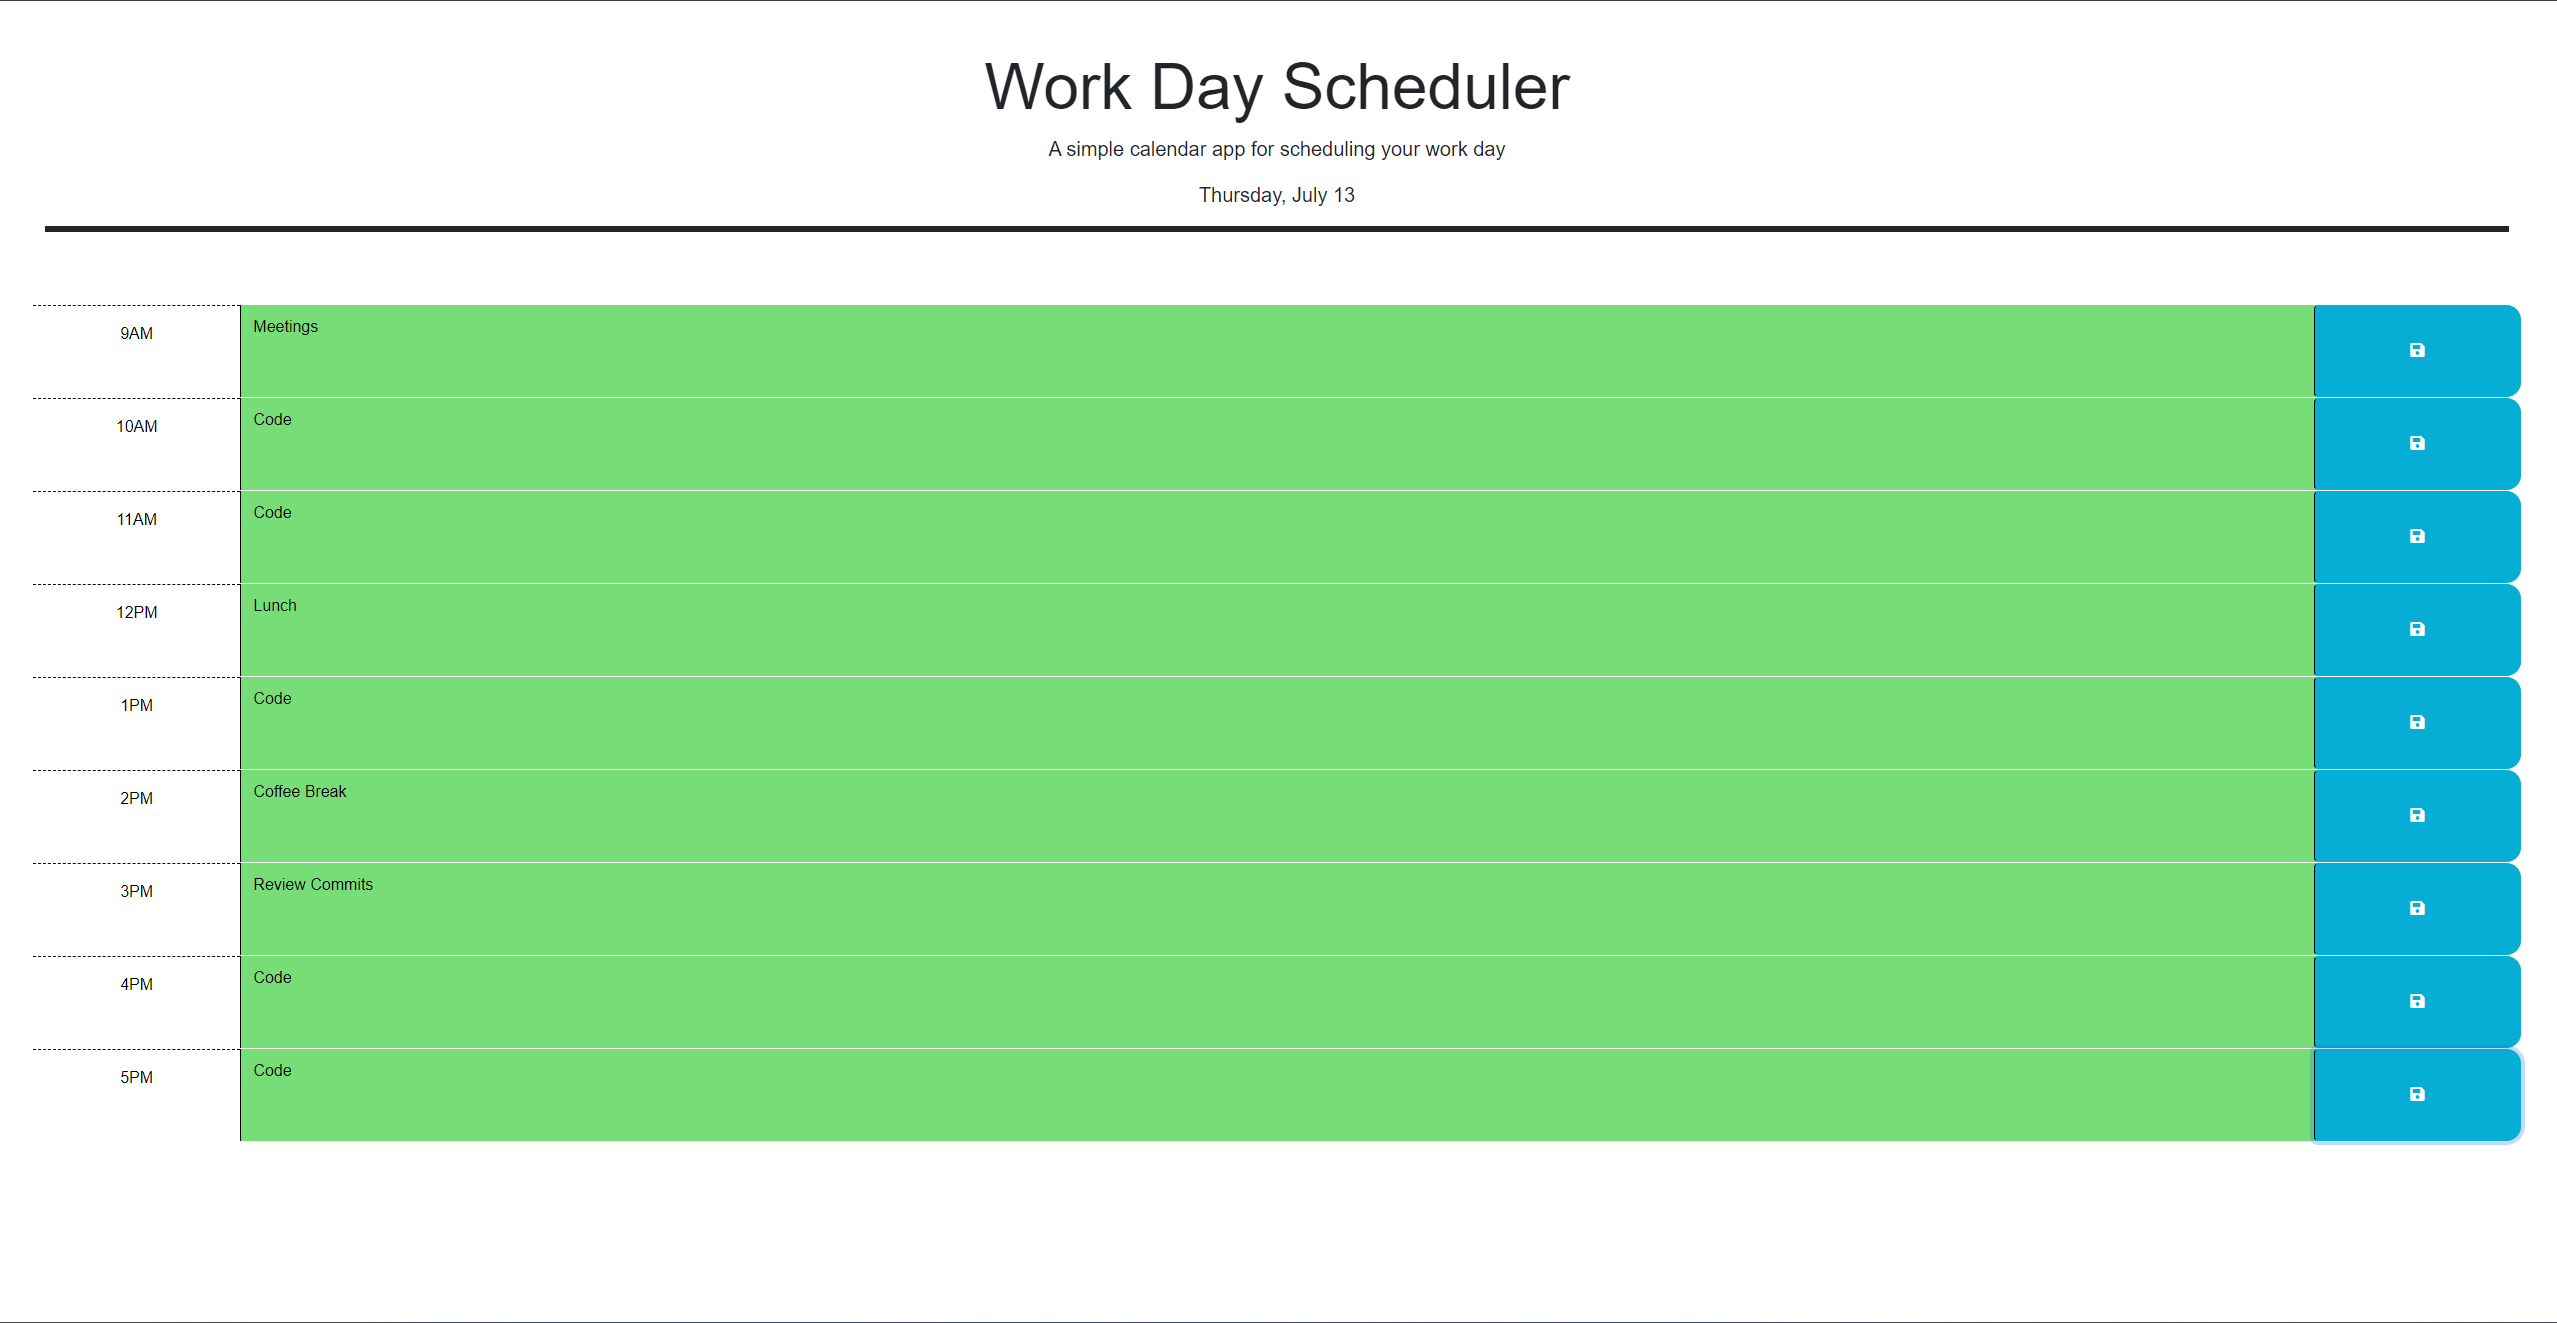 Work Day Scheduler
A simple calendar app for scheduling your work day
Thursday, July 13
9AM
Meetings
10AM
Code
11AM
Code
12PM
Lunch
1PM
Code
2PM
Coffee Break
3PM
Review Commits
4PM
Code
5PM
Code